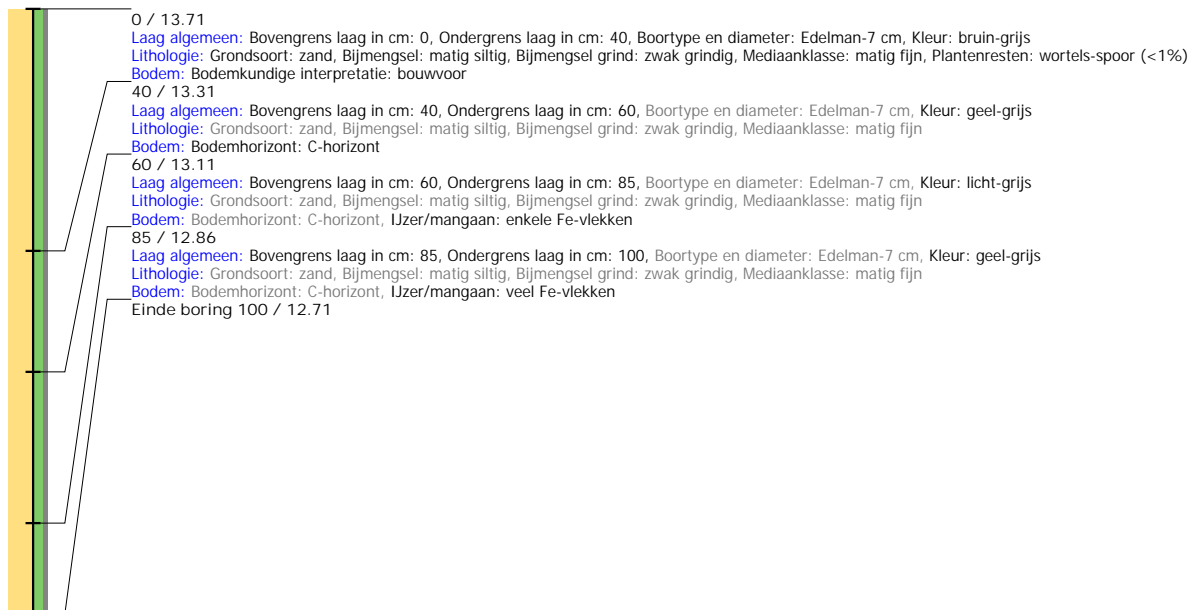 0 / 13.71
Laag algemeen: Bovengrens laag in cm: 0, Ondergrens laag in cm: 40, Boortype en diameter: Edelman-7 cm, Kleur: bruin-grijs
Lithologie: Grondsoort: zand, Bijmengsel: matig siltig, Bijmengsel grind: zwak grindig, Mediaanklasse: matig fijn, Plantenresten: wortels-spoor (<1%)
Bodem: Bodemkundige interpretatie: bouwvoor
40 / 13.31
Laag algemeen: Bovengrens laag in cm: 40, Ondergrens laag in cm: 60, Boortype en diameter: Edelman-7 cm, Kleur: geel-grijs
Lithologie: Grondsoort: zand, Bijmengsel: matig siltig, Bijmengsel grind: zwak grindig, Mediaanklasse: matig fijn
Bodem: Bodemhorizont: C-horizont
60 / 13.11
Laag algemeen: Bovengrens laag in cm: 60, Ondergrens laag in cm: 85, Boortype en diameter: Edelman-7 cm, Kleur: licht-grijs
Lithologie: Grondsoort: zand, Bijmengsel: matig siltig, Bijmengsel grind: zwak grindig, Mediaanklasse: matig fijn
Bodem: Bodemhorizont: C-horizont, IJzer/mangaan: enkele Fe-vlekken
85 / 12.86
Laag algemeen: Bovengrens laag in cm: 85, Ondergrens laag in cm: 100, Boortype en diameter: Edelman-7 cm, Kleur: geel-grijs
Lithologie: Grondsoort: zand, Bijmengsel: matig siltig, Bijmengsel grind: zwak grindig, Mediaanklasse: matig fijn
Bodem: Bodemhorizont: C-horizont, IJzer/mangaan: veel Fe-vlekken
Einde boring 100 / 12.71